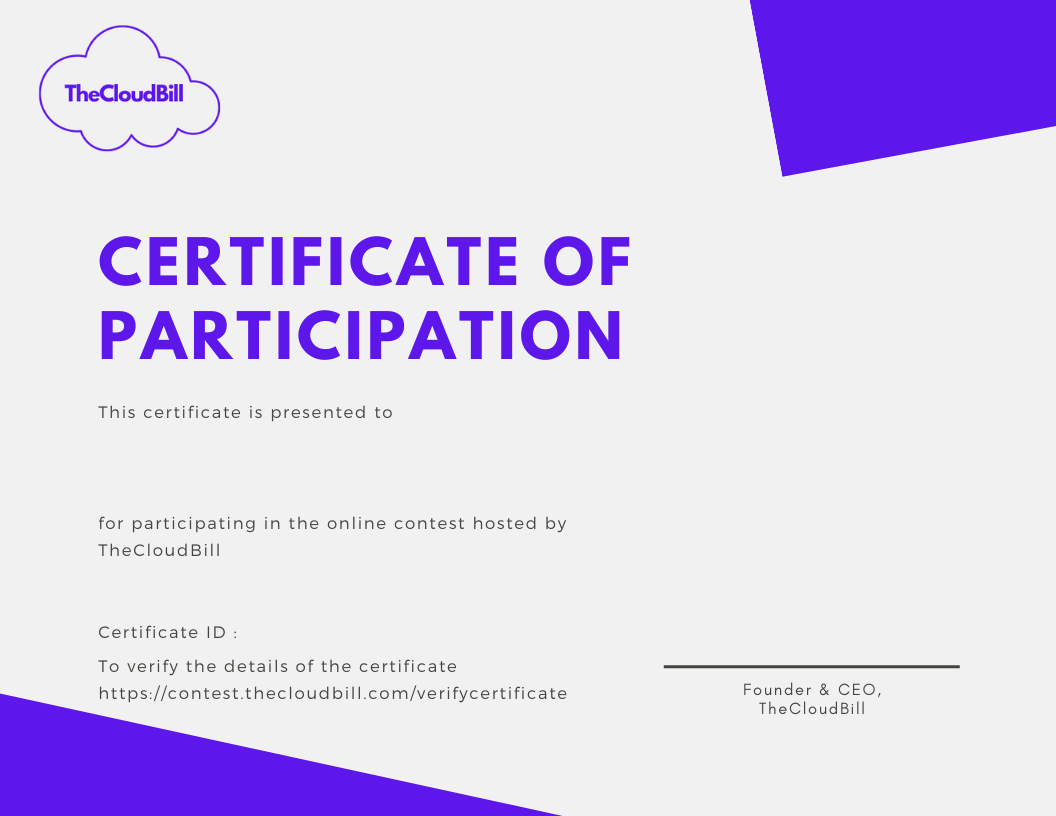 TheCloudBill
CERTIFICATE OF
PARTICIPATION
This certificate is presented to
for participating in the online contest hosted by
TheCloudBill
Certificate ID :
To verify the details of the certificate
https://contest.thecloudbill.com/verifycertificate
Founder & CEO,
TheCloudBill